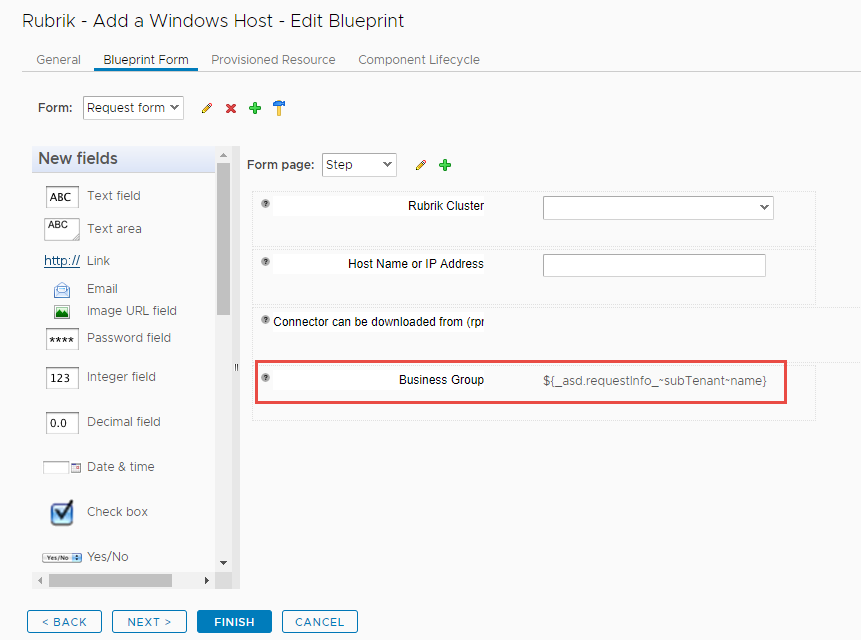 Rubrik - Add a Windows Host - Edit Blueprint
General Blueprint Form Provisioned Resource Component Lifecycle
Form: Request form
New fields
Form page: Step
ABC Text field
ABC Text area
http:// Link
Email
Image URL field
**** Password field
123 Integer field
0.0 Decimal field
Date & time
Check box
Yes/No Yes/No
? Rubrik Cluster
? Host Name or IP Address
? Connector can be downloaded from (rpr
? Business Group ${_asd.requestInfo_~subTenant~name}
< BACK NEXT > FINISH CANCEL